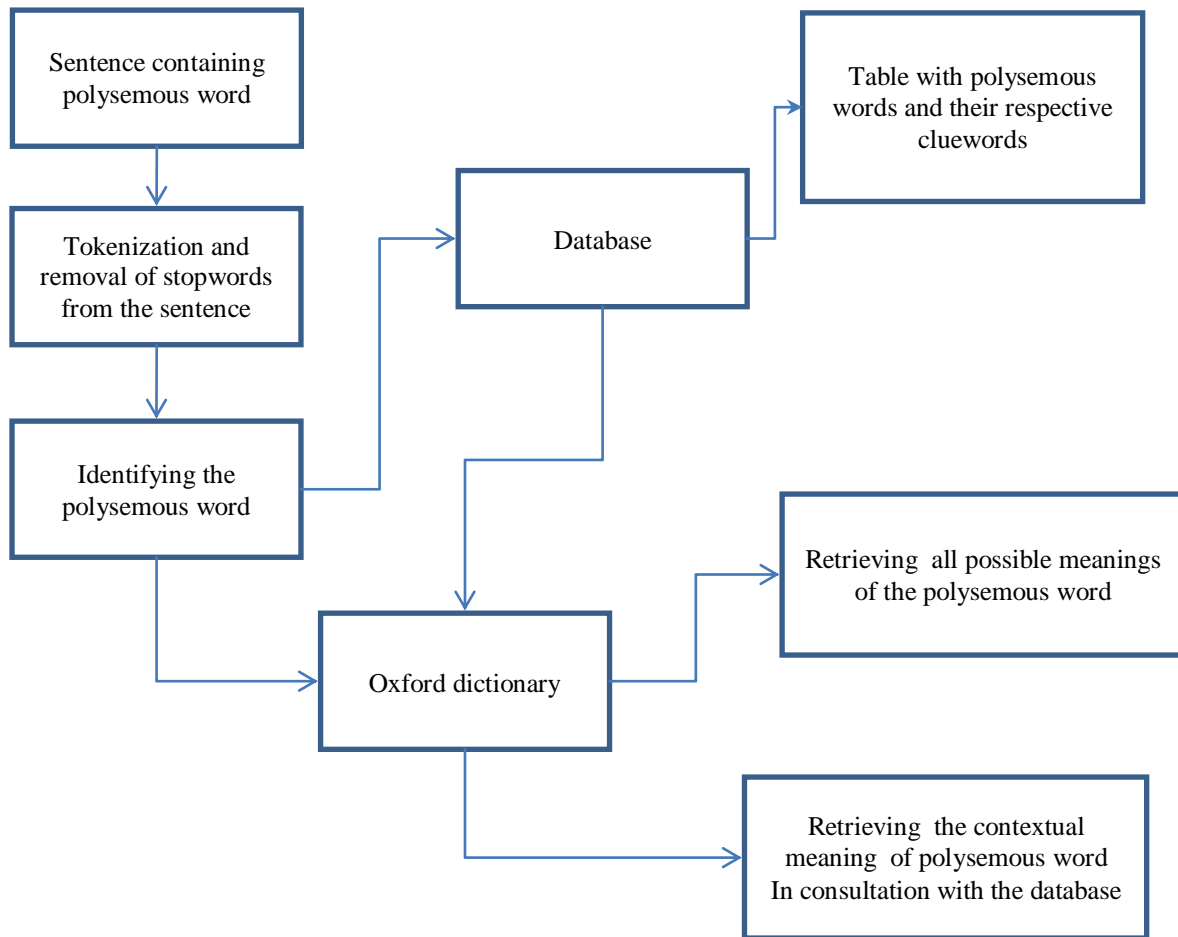 Sentence containing
polysemous word
Table with polysemous
words and their respective
cluewords
Tokenization and
removal of stopwords
from the sentence
Database
Identifying the
polysemous word
Retrieving all possible meanings
of the polysemous word
Oxford dictionary
Retrieving the contextual
meaning of polysemous word
In consultation with the database